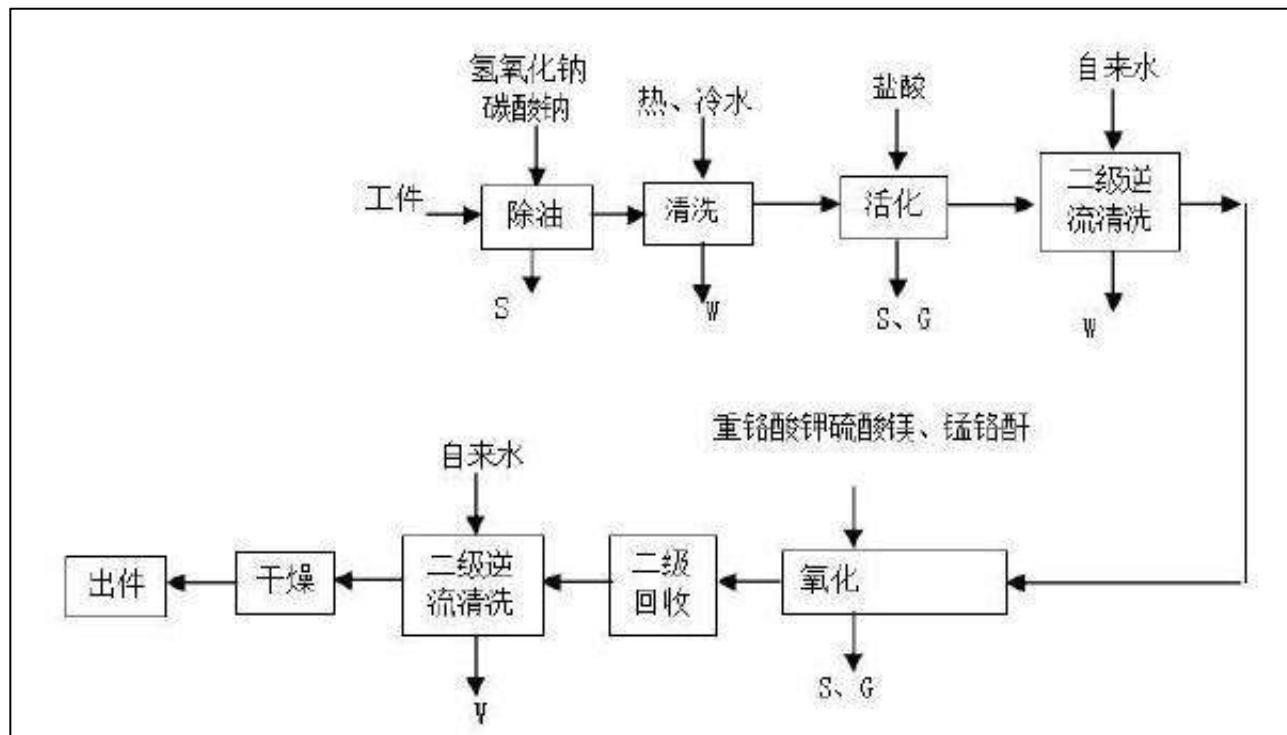 氢氧化钠
碳酸钠
热、冷水
盐酸
自来水
工件
除油
清洗
活化
二级逆
流清洗
S
W
S、G
W
重铬酸钾硫酸镁、锰铬酐
自来水
出件
干燥
二级逆
流清洗
二级
回收
氧化
W
S、G